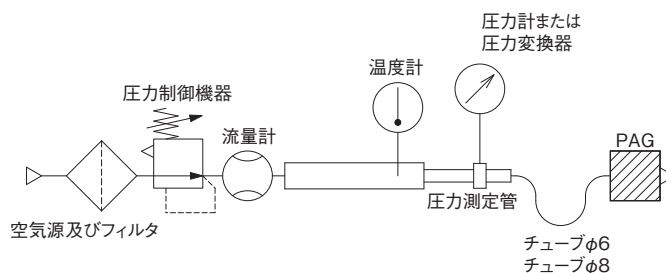 圧力計または
圧力変換器
温度計
圧力制御機器
流量計
PAG
圧力測定管
空気源及びフィルタ
チューブφ6
チューブφ8